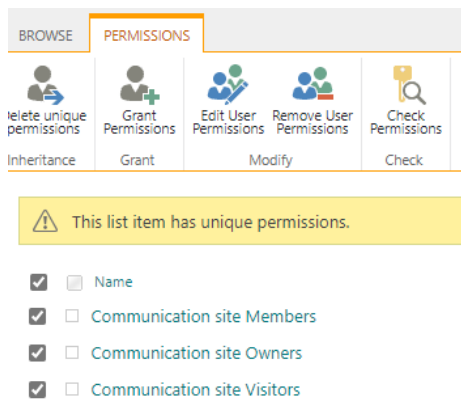 BROWSE
PERMISSIONS
elete unique
permissions
Grant
Permissions
Edit User
Permissions
Remove User
Permissions
Check
Permissions
Inheritance
Grant
Modify
Check
This list item has unique permissions.
Name
Communication site Members
Communication site Owners
Communication site Visitors